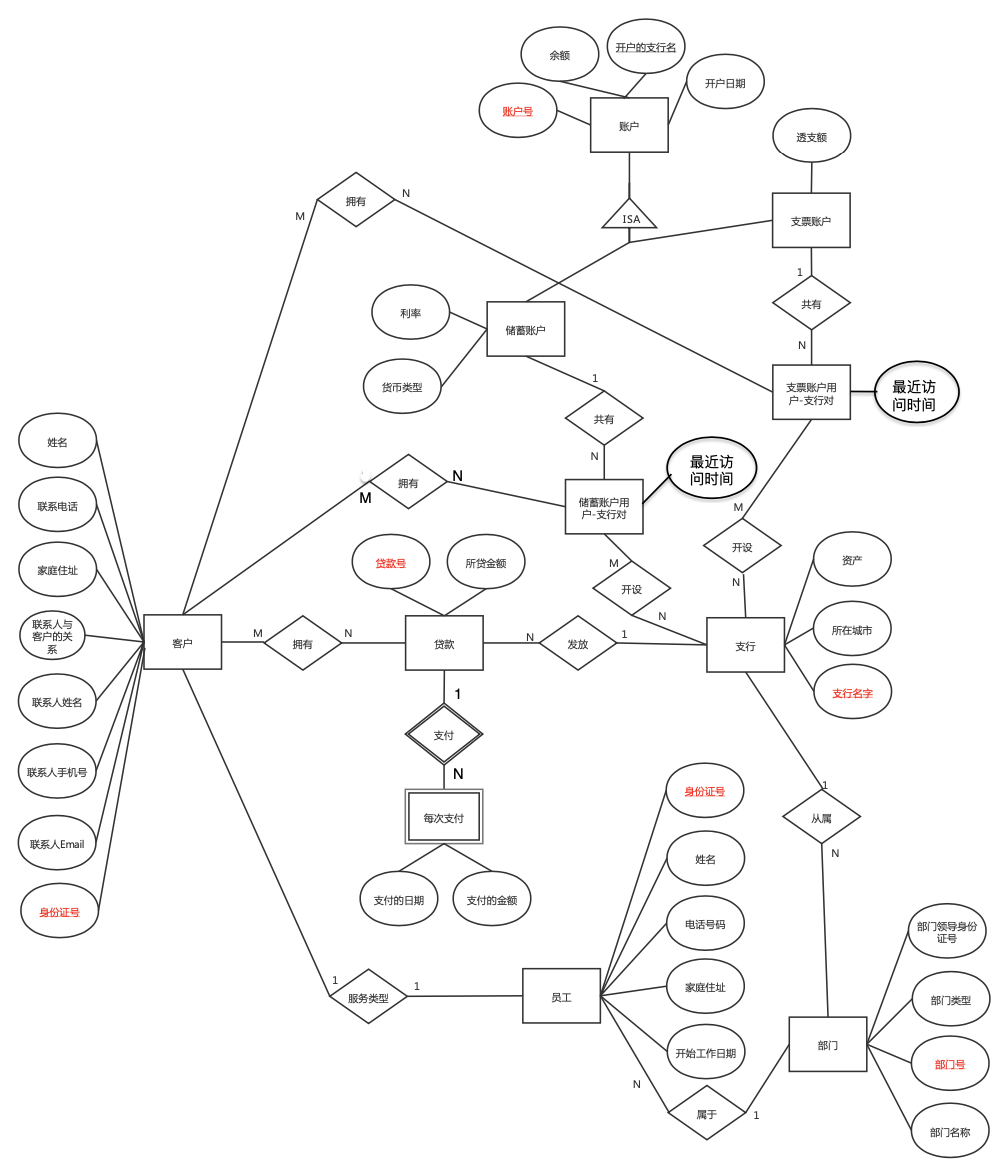 余额
开户的支行名
开户日期
账户号
账户
透支额
拥有
M
N
ISA
支票账户
1
共有
N
利率
储蓄账户
货币类型
1
共有
N
支票账户用
户-支行对
最近访
问时间
姓名
联系电话
家庭住址
联系人与
客户的关
系
联系人姓名
联系人手机号
联系人Email
身份证号
拥有
M
N
储蓄账户用
户-支行对
最近访
问时间
M
开设
N
M
开设
N
贷款号
所贷金额
客户
M
拥有
N
贷款
N
发放
1
支行
资产
所在城市
支行名字
1
支付
N
每次支付
支付的日期
支付的金额
1
从属
N
身份证号
姓名
电话号码
家庭住址
开始工作日期
1
服务类型
1
员工
N
属于
1
部门
部门领导身份
证号
部门类型
部门号
部门名称